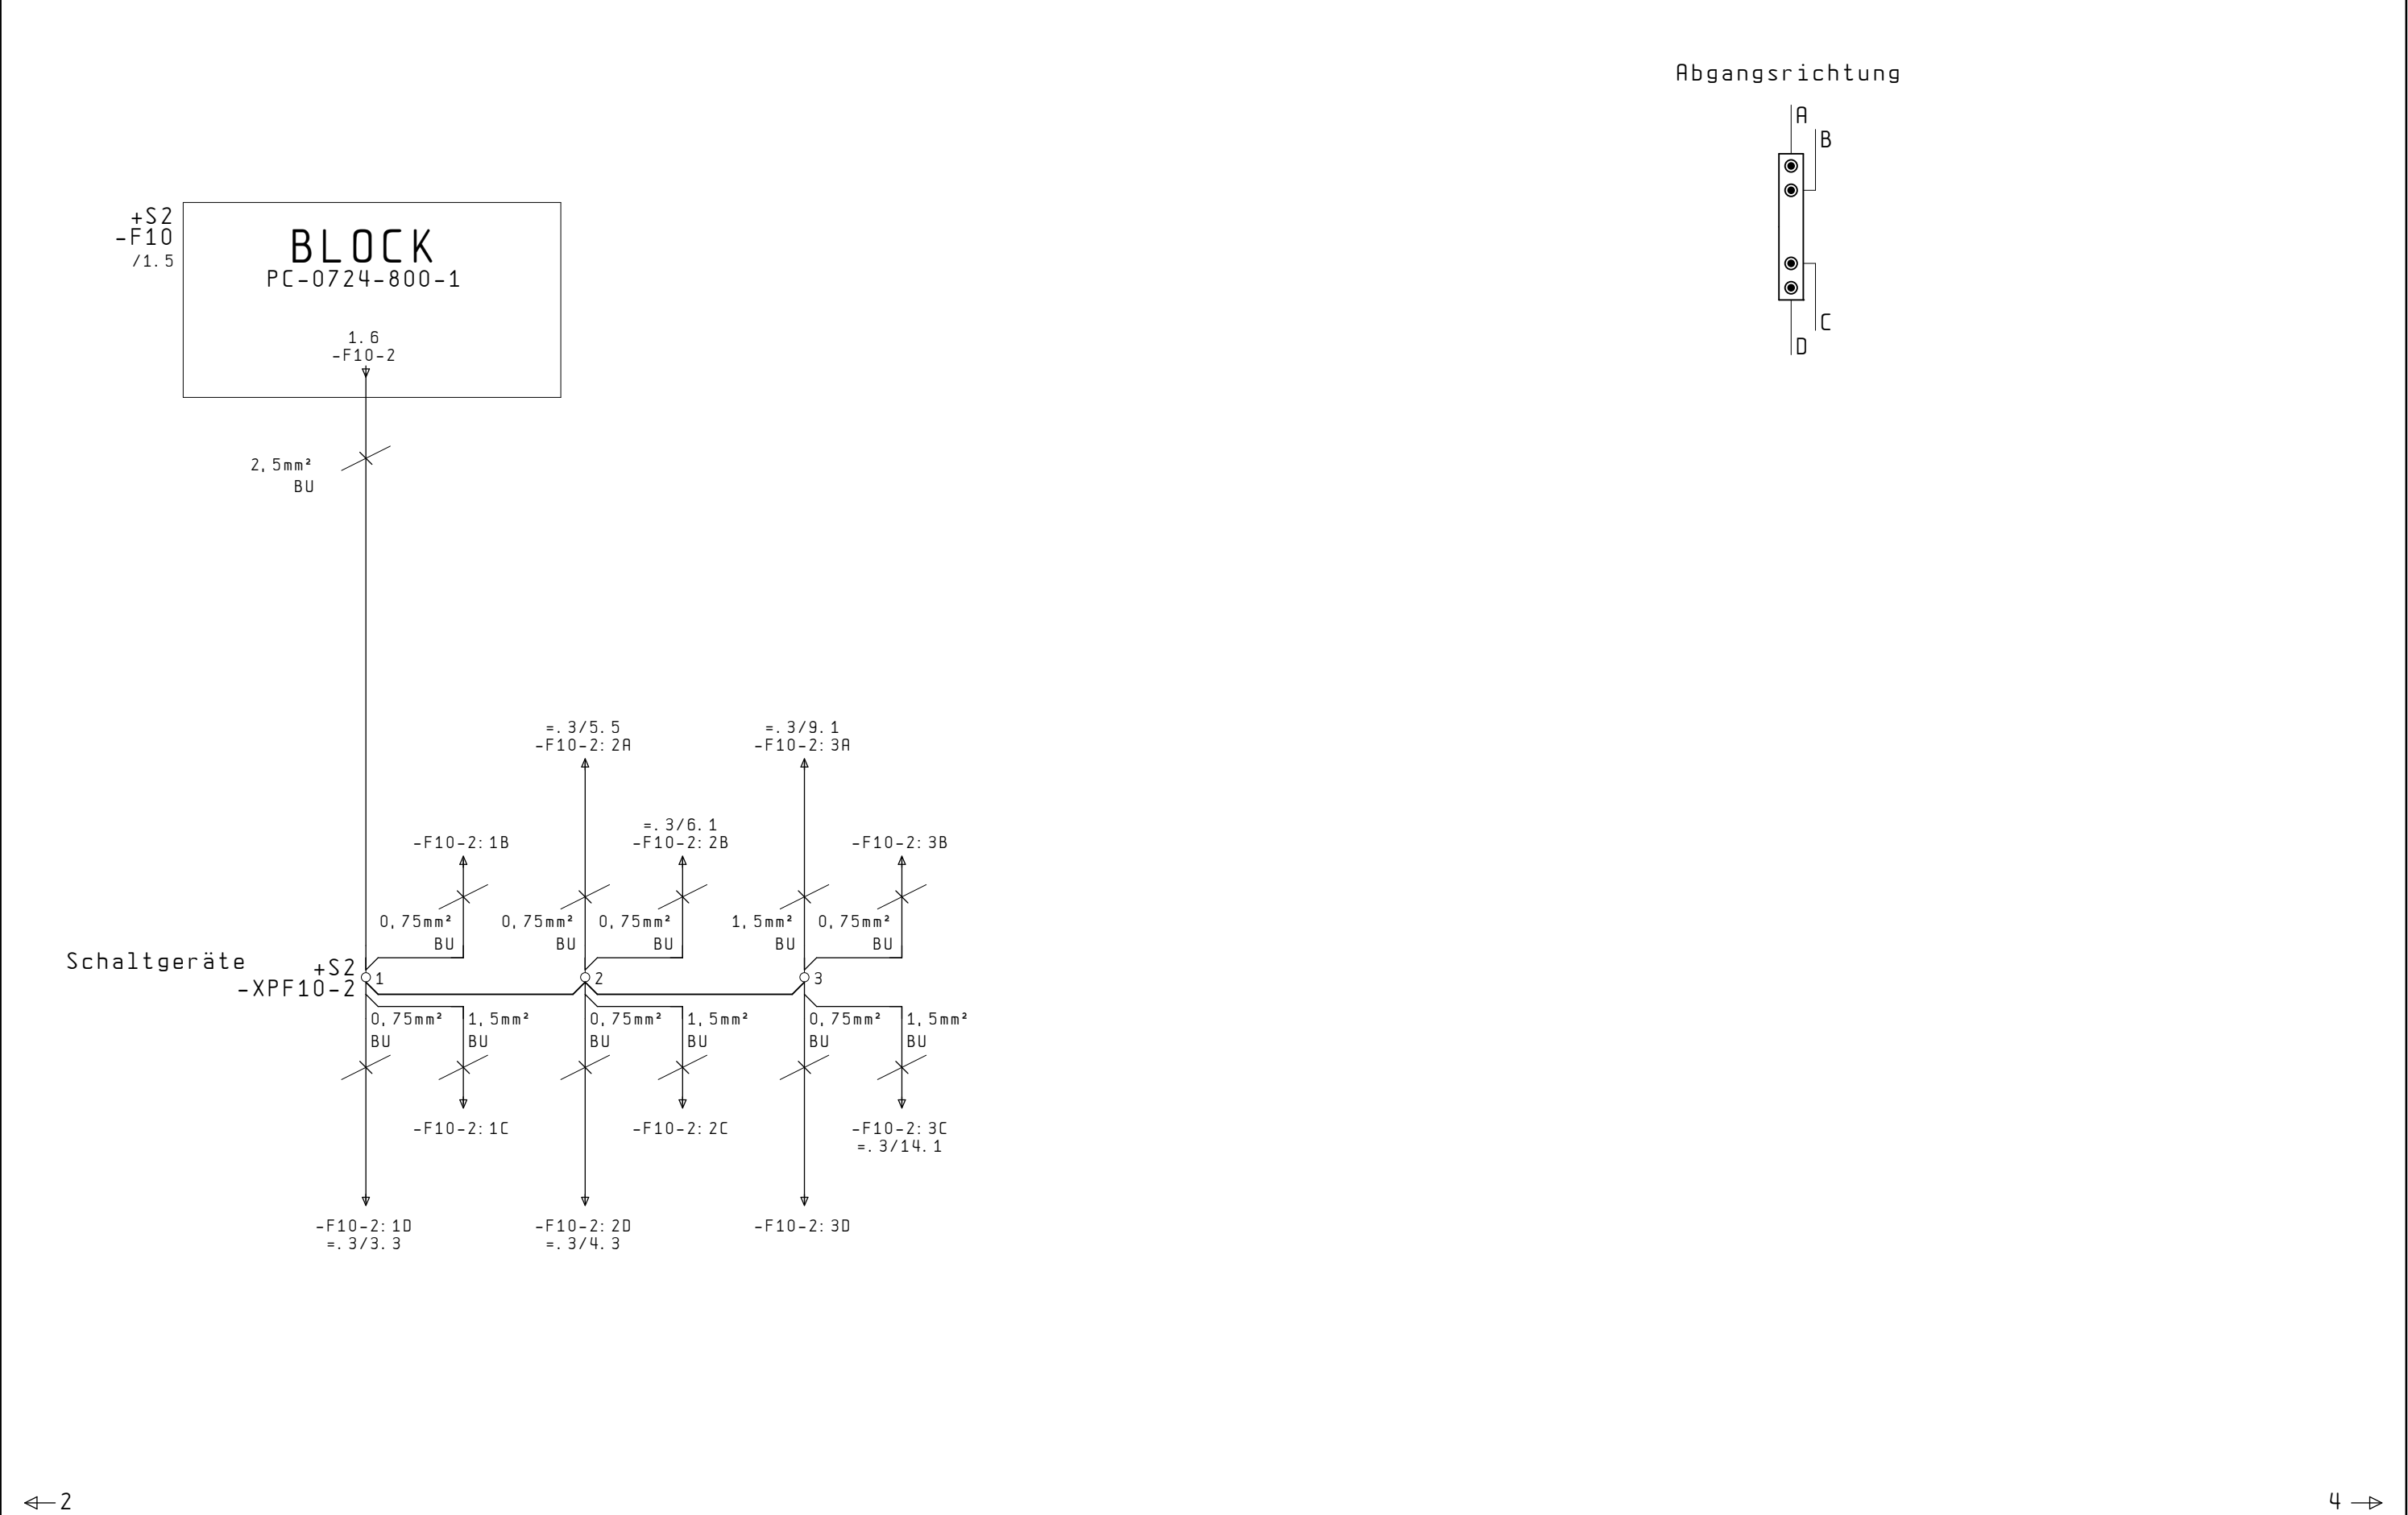 Abgangsrichtung
A
B
C
D
+S2
-F10
/1.5
BLOCK
PC-0724-800-1
1.6
-F10-2
2,5mm²
BU
=.3/5.5
-F10-2:2A
=.3/9.1
-F10-2:3A
-F10-2:1B
=.3/6.1
-F10-2:2B
-F10-2:3B
0,75mm²
BU
0,75mm²
BU
0,75mm²
BU
1,5mm²
BU
0,75mm²
BU
Schaltgeräte
+S2
-XPF10-2
1
2
3
0,75mm²
BU
1,5mm²
BU
0,75mm²
BU
1,5mm²
BU
0,75mm²
BU
1,5mm²
BU
-F10-2:1C
-F10-2:2C
-F10-2:3C
=.3/14.1
-F10-2:1D
=.3/3.3
-F10-2:2D
=.3/4.3
-F10-2:3D
2
4